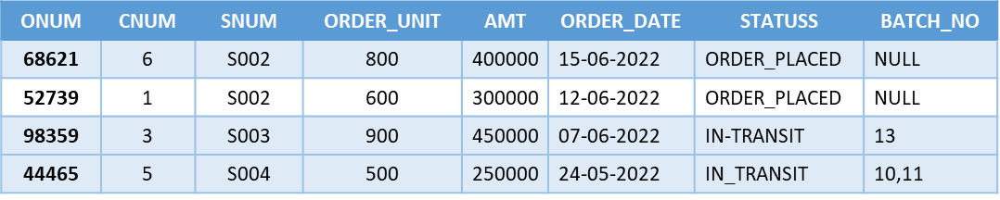 ONUM CNUM SNUM ORDER_UNIT AMT ORDER_DATE STATUSS BATCH_NO
68621 6 S002 800 400000 15-06-2022 ORDER_PLACED NULL
52739 1 S002 600 300000 12-06-2022 ORDER_PLACED NULL
98359 3 S003 900 450000 07-06-2022 IN-TRANSIT 13
44465 5 S004 500 250000 24-05-2022 IN_TRANSIT 10,11